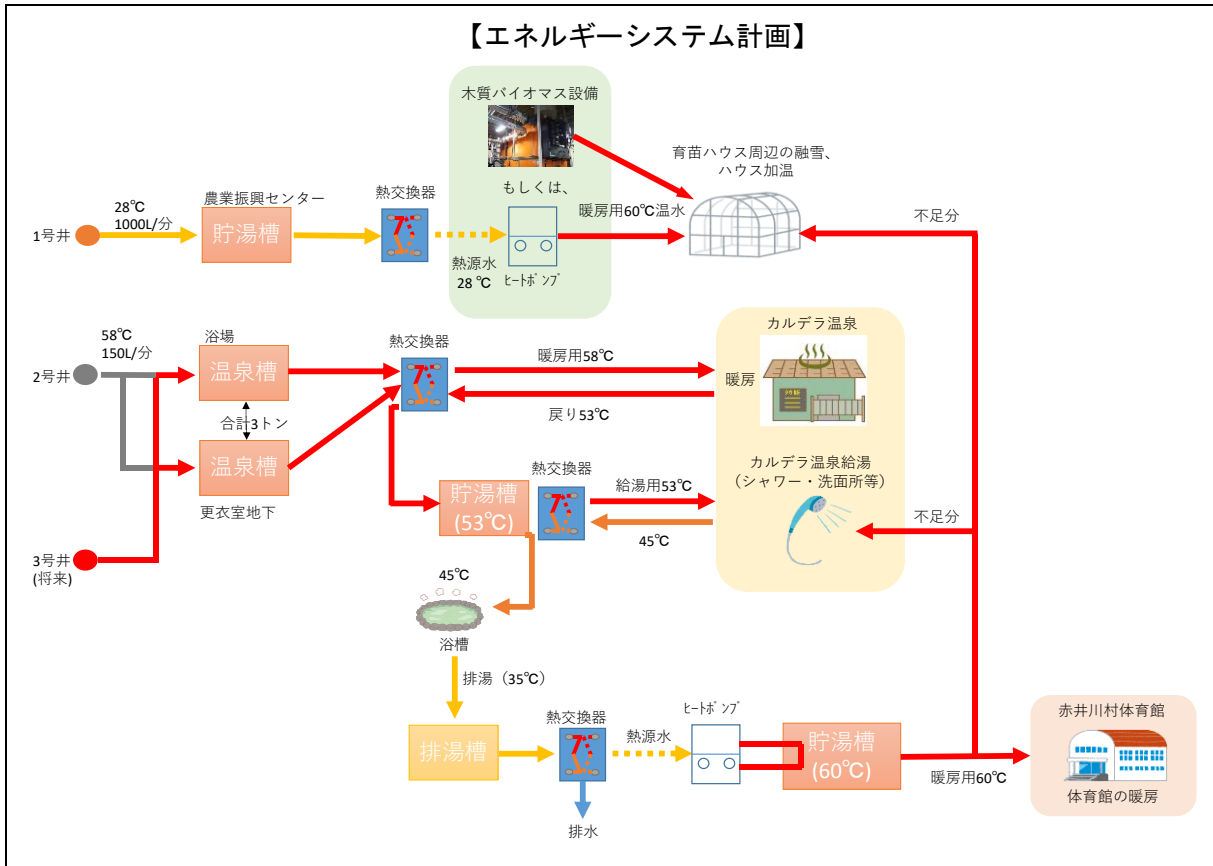 【エネルギーシステム計画】
木質バイオマス設備
もしくは、
育苗ハウス周辺の融雪、
ハウス加温
28℃
1000L/分
農業振興センター
熱交換器
1号井
貯湯槽
暖房用60℃温水
不足分
熱源水
28 ℃
ﾋｰﾄﾎﾟﾝﾌﾟ
58℃
150L/分
浴場
熱交換器
カルデラ温泉
2号井
温泉槽
暖房用58℃
暖房
合計3トン
戻り53℃
温泉槽
更衣室地下
熱交換器
カルデラ温泉給湯
（シャワー・洗面所等）
貯湯槽
(53℃)
給湯用53℃
不足分
45℃
3号井
(将来)
45℃
浴槽
排湯（35℃）
熱交換器
ﾋｰﾄﾎﾟﾝﾌﾟ
赤井川村体育館
排湯槽
熱源水
貯湯槽
(60℃)
暖房用60℃
体育館の暖房
排水